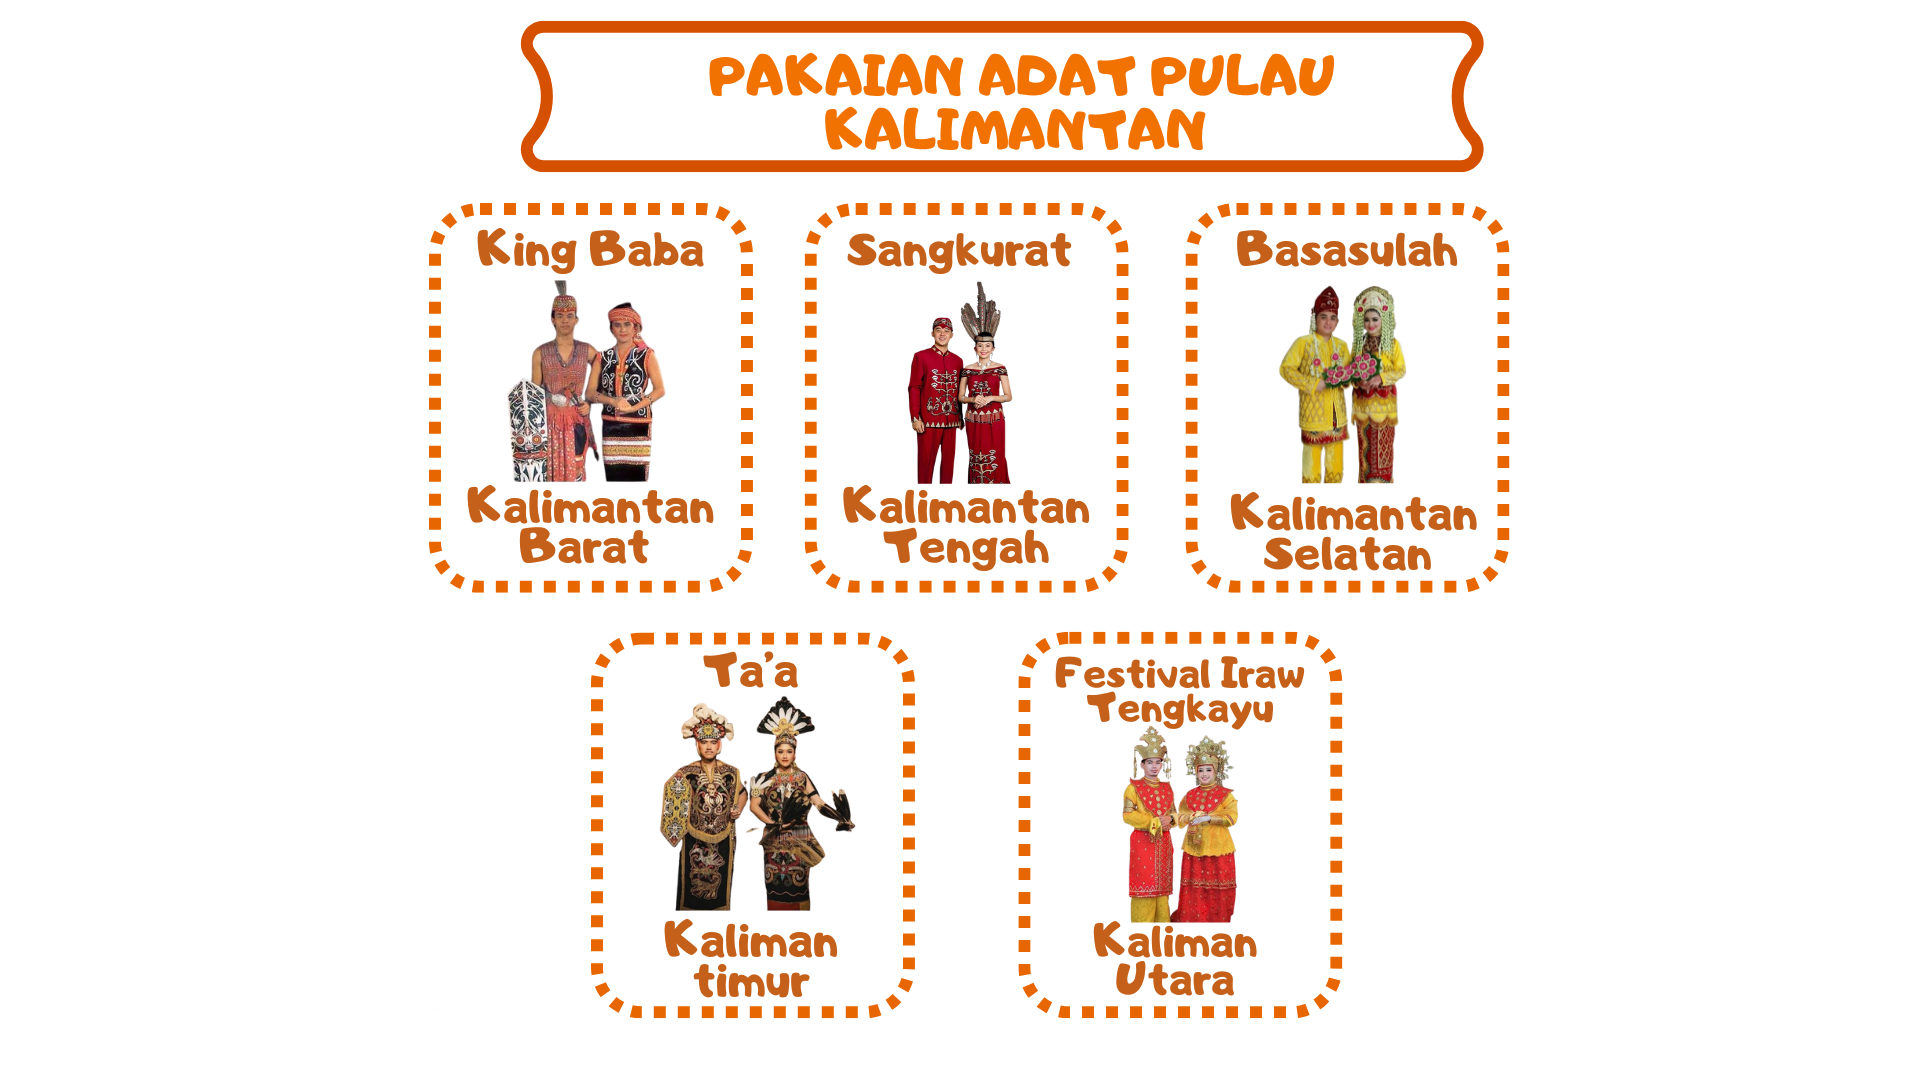 PAKAIAN ADAT PULAU
KALIMANTAN
King Baba
Kalimantan
Barat
Sangkurat
Kalimantan
Tengah
Basasulah
Kalimantan
Selatan
Ta'a
Kaliman
timur
Festival Iraw
Tengkayu
Kaliman
Utara